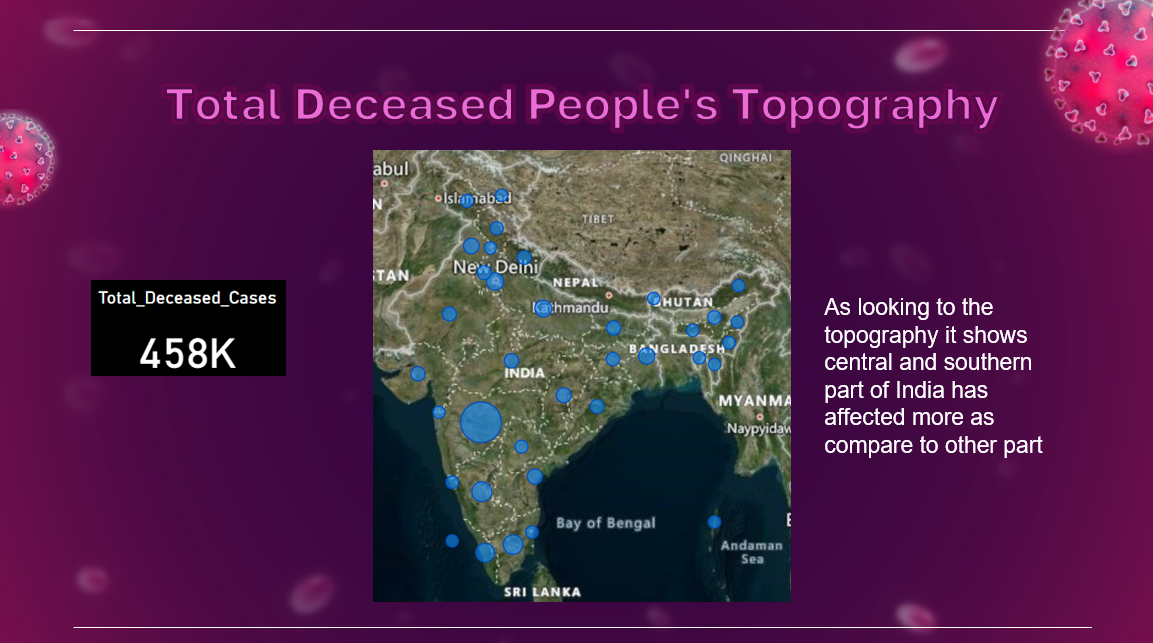 Total Deceased People's Topography
Total_Deceased_Cases
458K
abul
Islamabad
N
QINGHAI
TIBET
STAN
New Delhi
NEPAL
Kathmandu
BHUTAN
BANGLADESH
INDIA
MYANMA
Naypyidaw
Bay of Bengal
Andaman
Sea
SRI LANKA
As looking to the
topography it shows
central and southern
part of India has
affected more as
compare to other part